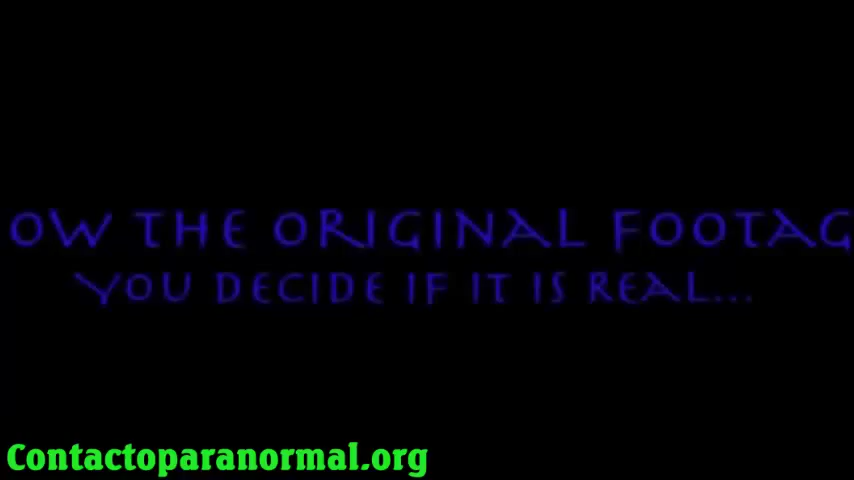 OW THE ORIGINAL FOOTAG
YOU DECIDE IF IT IS REAL...
Contactoparanormal.org